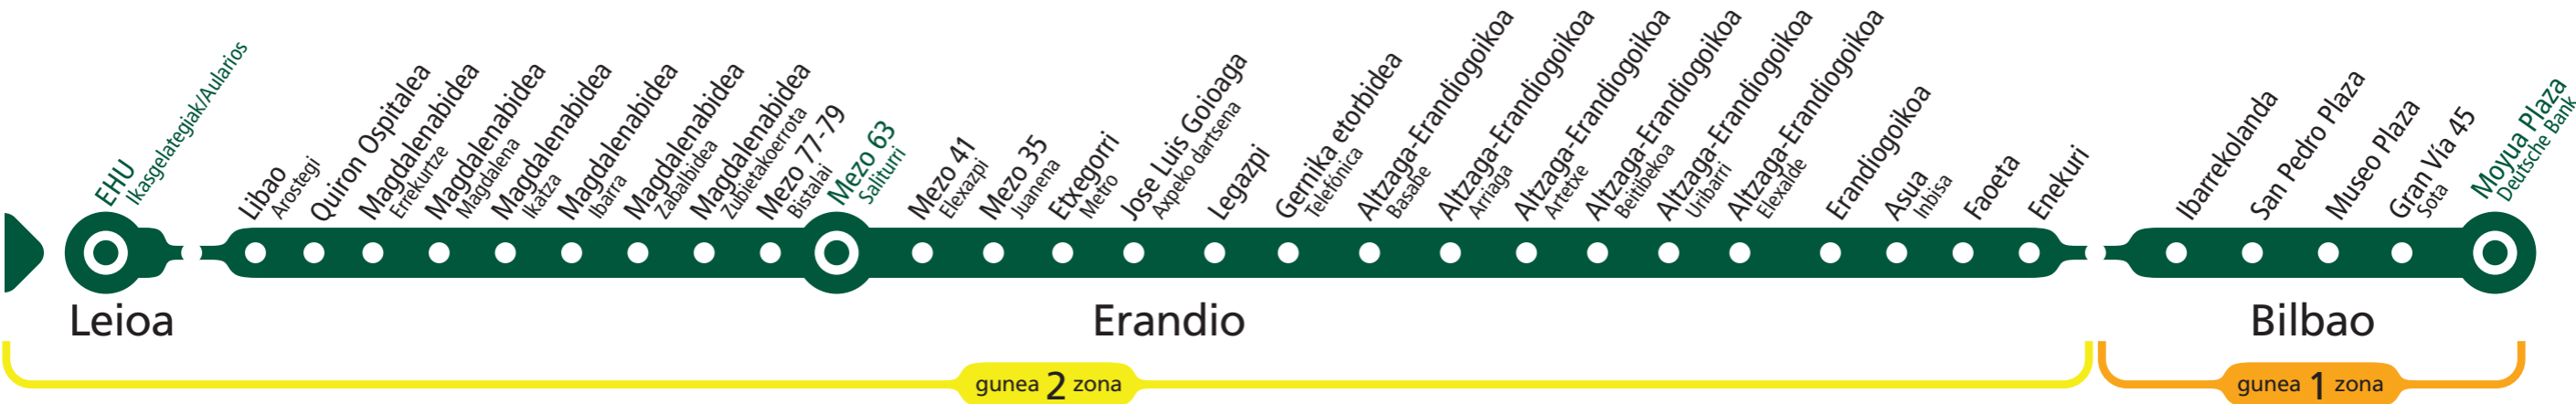 EHU
Ikasgelategiak/Aularios
Libao
Arostegi
Quiron Ospitalea
Magdalenabidea
Errekurtze
Magdalenabidea
Magdalena
Magdalenabidea
Ikatza
Magdalenabidea
Ibarra
Magdalenabidea
Zabalbidea
Magdalenabidea
Zubietakoerrota
Mezo 77-79
Bistalai
Mezo 63
Saliturri
Mezo 41
Elexazpi
Mezo 35
Juanena
Etxegorri
Metro
Jose Luis Goioaga
Axpeko dartsena
Legazpi
Gernika etorbidea
Telefónica
Altzaga-Erandiogoikoa
Basabe
Altzaga-Erandiogoikoa
Arriaga
Altzaga-Erandiogoikoa
Artetxe
Altzaga-Erandiogoikoa
Beitibekoa
Altzaga-Erandiogoikoa
Uribarri
Altzaga-Erandiogoikoa
Elexalde
Erandiogoikoa
Asua
Inbisa
Faoeta
Enekuri
Ibarrekolanda
San Pedro Plaza
Museo Plaza
Gran Vía 45
Sota
Moyua Plaza
Deutsche Bank
Leioa
Erandio
Bilbao
gunea 2 zona
gunea 1 zona